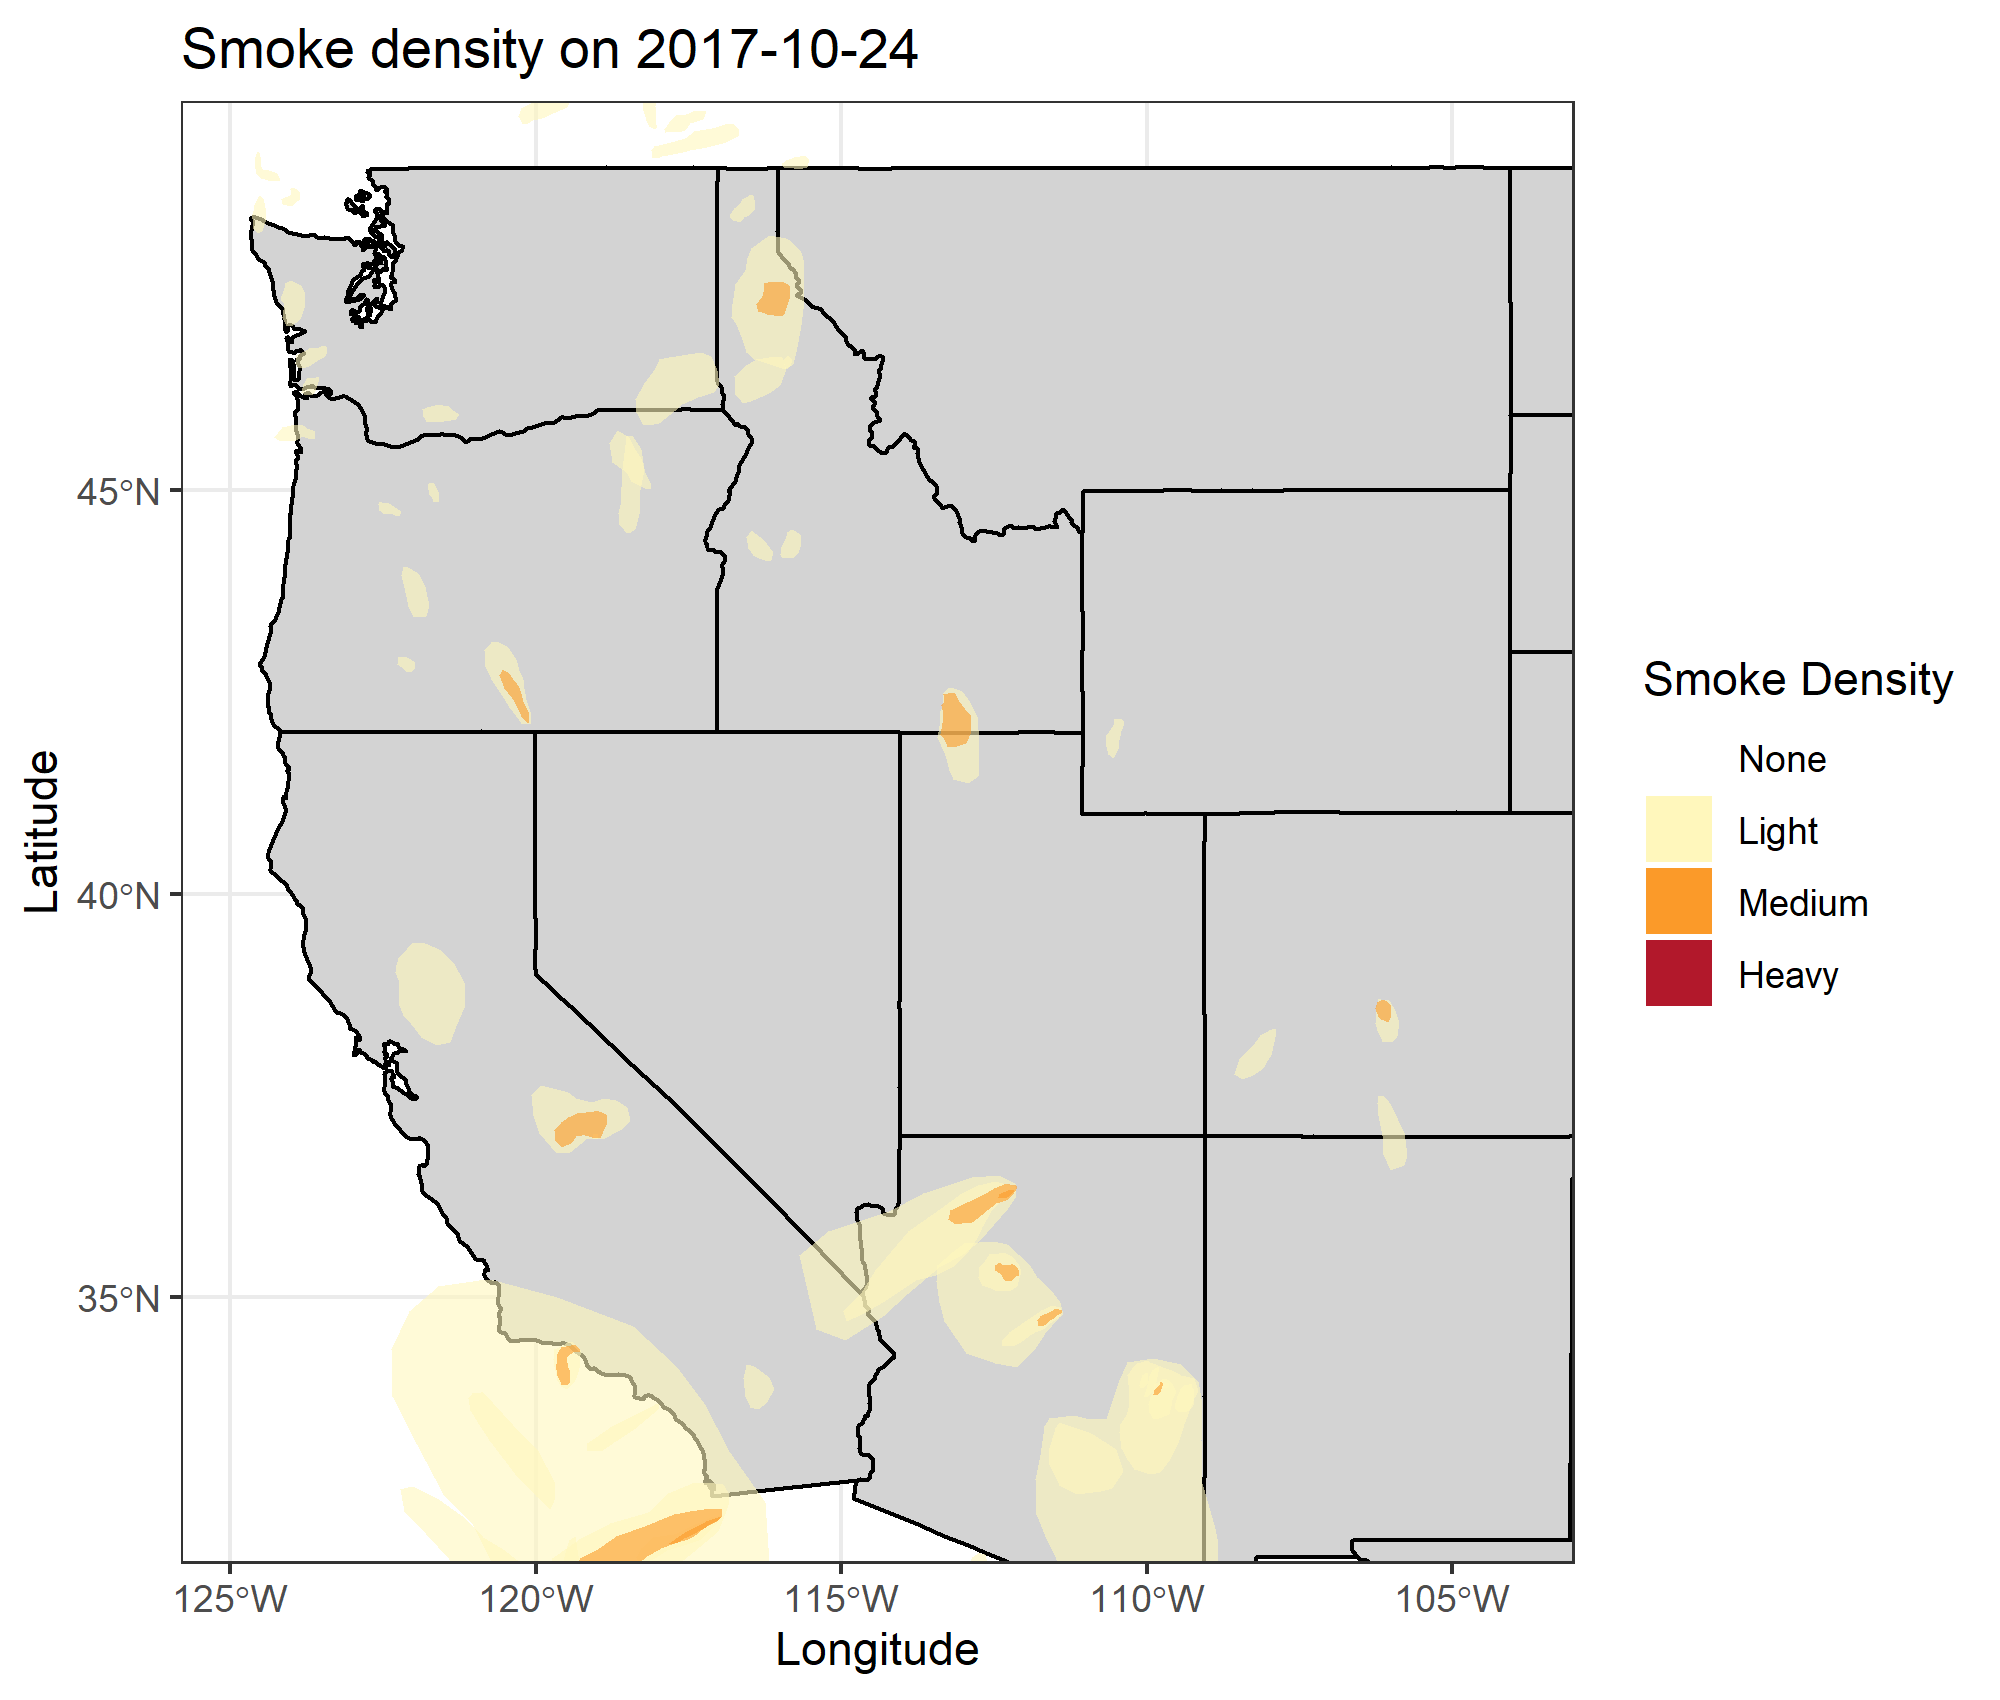 Smoke density on 2017-10-24
45°N
40°N
35°N
125°W
120°W
115°W
110°W
105°W
Longitude
Latitude
Smoke Density
None
Light
Medium
Heavy